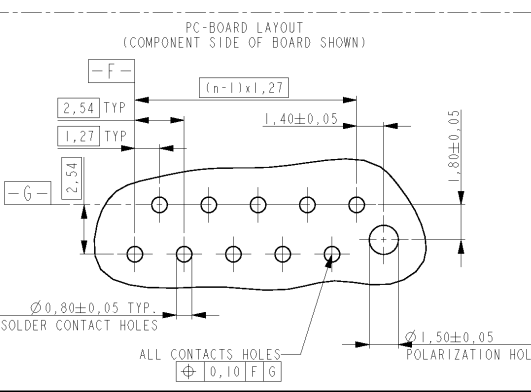 PC-BOARD LAYOUT
(COMPONENT SIDE OF BOARD SHOWN)
-F-
(n-1)x1,27
2,54 TYP
1,40±0,05
1,27 TYP
1,80±0,05
2,54
-G-
Ø0,80±0,05 TYP.
SOLDER CONTACT HOLES
Ø1,50±0,05
POLARIZATION HOL
ALL CONTACTS HOLES
⌖ 0,10 F G